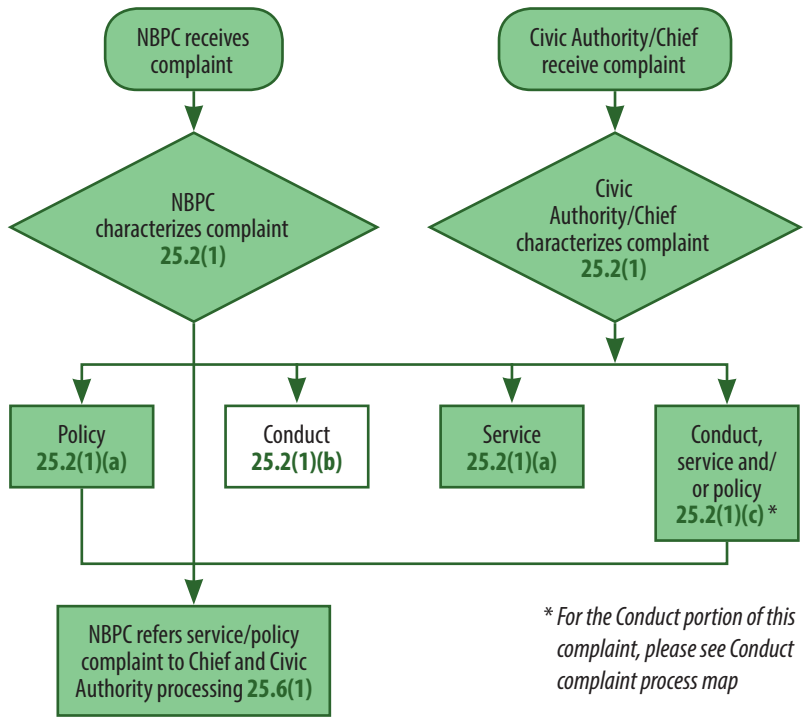 NBPC receives
complaint
Civic Authority/Chief
receive complaint
NBPC
characterizes complaint
25.2(1)
Civic
Authority/Chief
characterizes complaint
25.2(1)
Policy
25.2(1)(a)
Conduct
25.2(1)(b)
Service
25.2(1)(a)
Conduct,
service and/
or policy
25.2(1)(c) *
NBPC refers service/policy
complaint to Chief and Civic
Authority processing 25.6(1)
* For the Conduct portion of this
complaint, please see Conduct
complaint process map